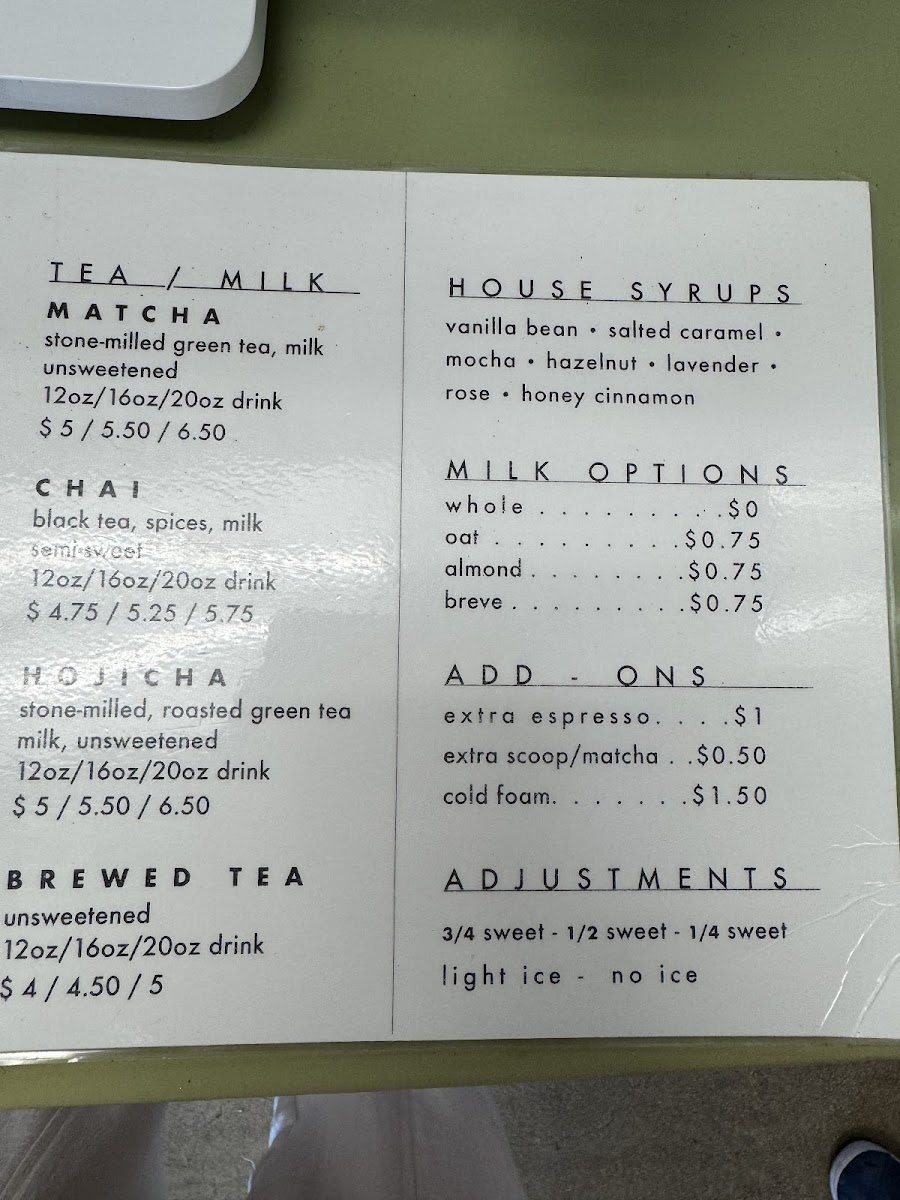 TEA / MILK
MATCHA
stone-milled green tea, milk
unsweetened
12oz/16oz/20oz drink
$ 5 / 5.50 / 6.50
CHAI
black tea, spices, milk
semi-sweet
12oz/16oz/20oz drink
$ 4.75 / 5.25 / 5.75
HOJICHA
stone-milled, roasted green tea
milk, unsweetened
12oz/16oz/20oz drink
$ 5 / 5.50 / 6.50
BREWED TEA
unsweetened
12oz/16oz/20oz drink
$ 4 / 4.50 / 5
HOUSE SYRUPS
vanilla bean • salted caramel •
mocha • hazelnut • lavender •
rose • honey cinnamon
MILK OPTIONS
whole . . . . . . . . . .$0
oat . . . . . . . . . .$0.75
almond . . . . . . . .$0.75
breve . . . . . . . . .$0.75
ADD - ONS
extra espresso. . . .$1
extra scoop/matcha . .$0.50
cold foam. . . . . . .$1.50
ADJUSTMENTS
3/4 sweet - 1/2 sweet - 1/4 sweet
light ice - no ice